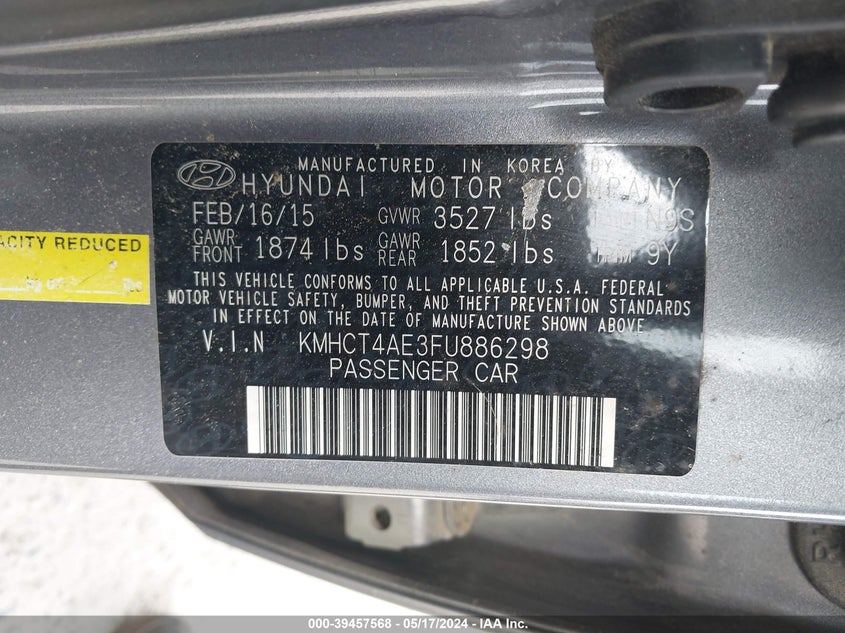 MANUFACTURED IN KOREA BY
HYUNDAI MOTOR COMPANY
FEB/16/15 GVWR 3527 lbs N9S
GAWR FRONT 1874 lbs GAWR REAR 1852 lbs 9Y
THIS VEHICLE CONFORMS TO ALL APPLICABLE U.S.A. FEDERAL
MOTOR VEHICLE SAFETY, BUMPER, AND THEFT PREVENTION STANDARDS
IN EFFECT ON THE DATE OF MANUFACTURE SHOWN ABOVE.
V.I.N KMHCT4AE3FU886298
PASSENGER CAR
ACITY REDUCED
000-39457568 - 05/17/2024 - IAA Inc.